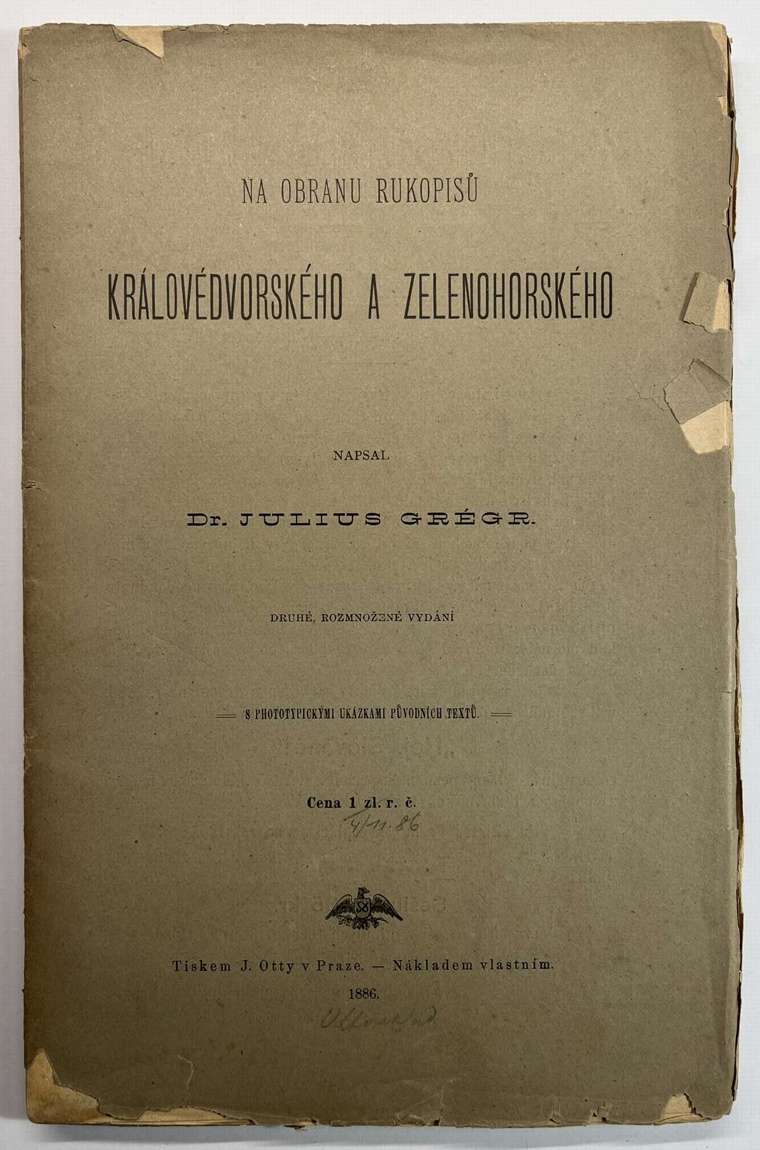 NA OBRANU RUKOPISŮ
KRÁLOVÉDVORSKÉHO A ZELENOHORSKÉHO
NAPSAL
Dr. JULIUS GRÉGR.
DRUHÉ, ROZMNOŽENÉ VYDÁNÍ
S PHOTOTYPICKÝMI UKÁZKAMI PŮVODNÍCH TEXTŮ.
Cena 1 zl. r. č.
4/11. 86
Tiskem J. Otty v Praze. — Nákladem vlastním.
1886.